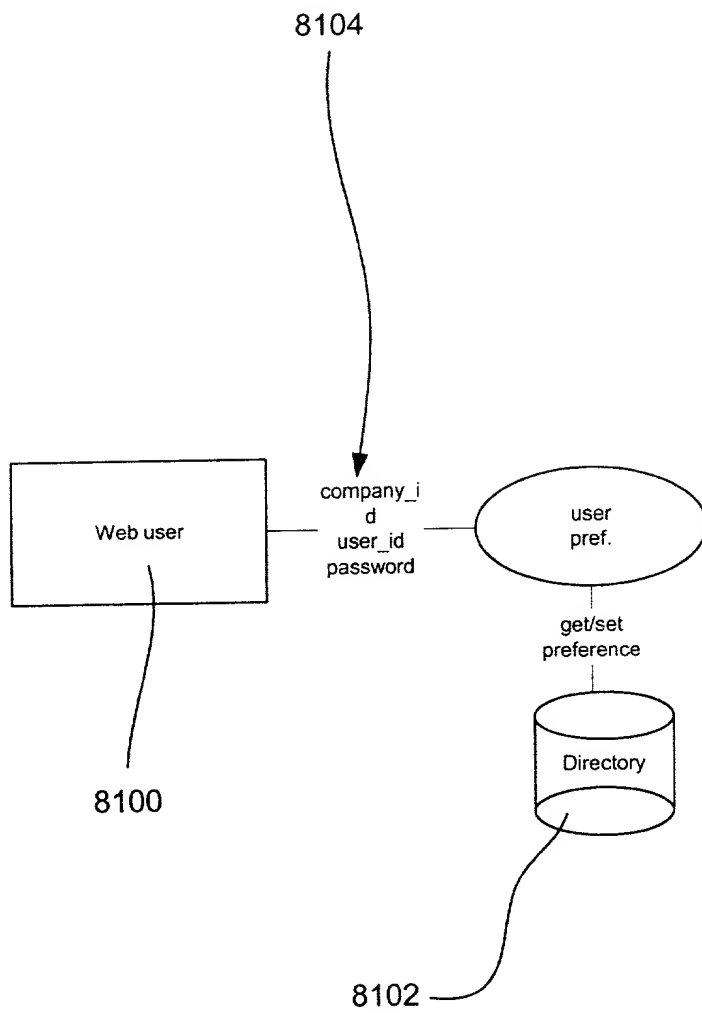 8104
Web user
company_i
d
user_id
password
user
pref.
get/set
preference
Directory
8100
8102